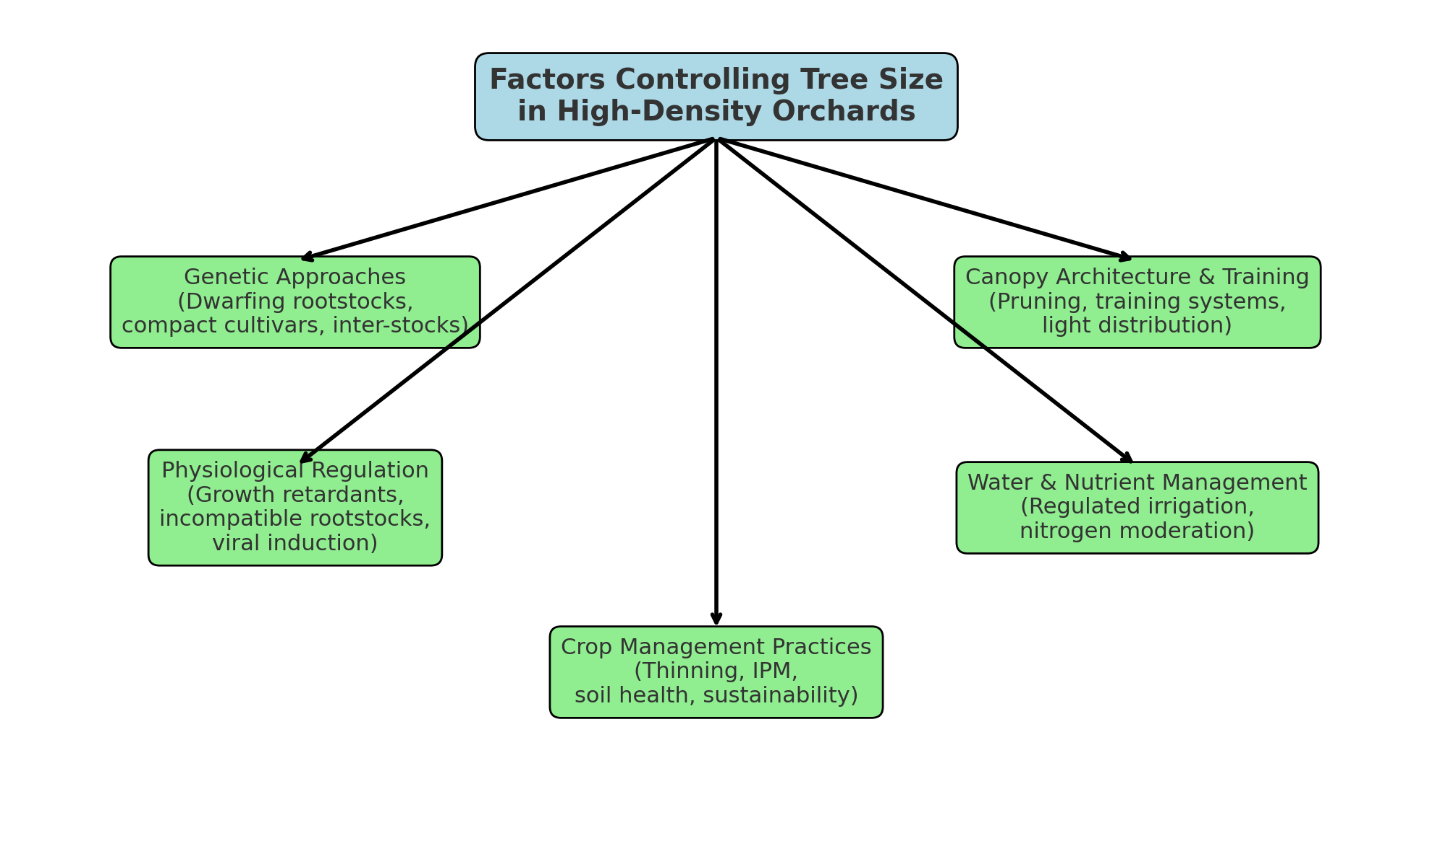 Factors Controlling Tree Size
in High-Density Orchards
Genetic Approaches
(Dwarfing rootstocks,
compact cultivars, inter-stocks)
Canopy Architecture & Training
(Pruning, training systems,
light distribution)
Physiological Regulation
(Growth retardants,
incompatible rootstocks,
viral induction)
Water & Nutrient Management
(Regulated irrigation,
nitrogen moderation)
Crop Management Practices
(Thinning, IPM,
soil health, sustainability)